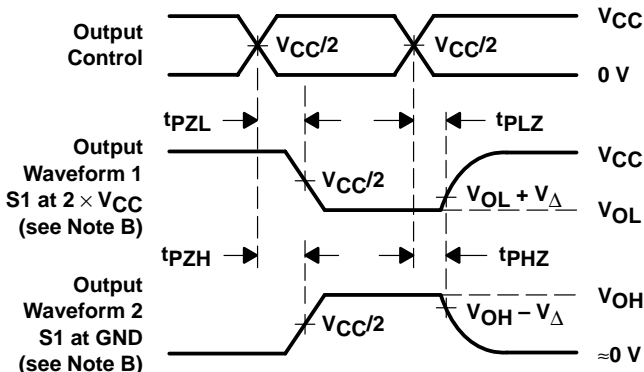 Output
Control
VCC/2
VCC/2
VCC
0 V
tPZL
tPLZ
Output
Waveform 1
S1 at 2 × VCC
(see Note B)
VCC/2
VOL + VΔ
VCC
VOL
tPZH
tPHZ
Output
Waveform 2
S1 at GND
(see Note B)
VCC/2
VOH − VΔ
VOH
≈0 V